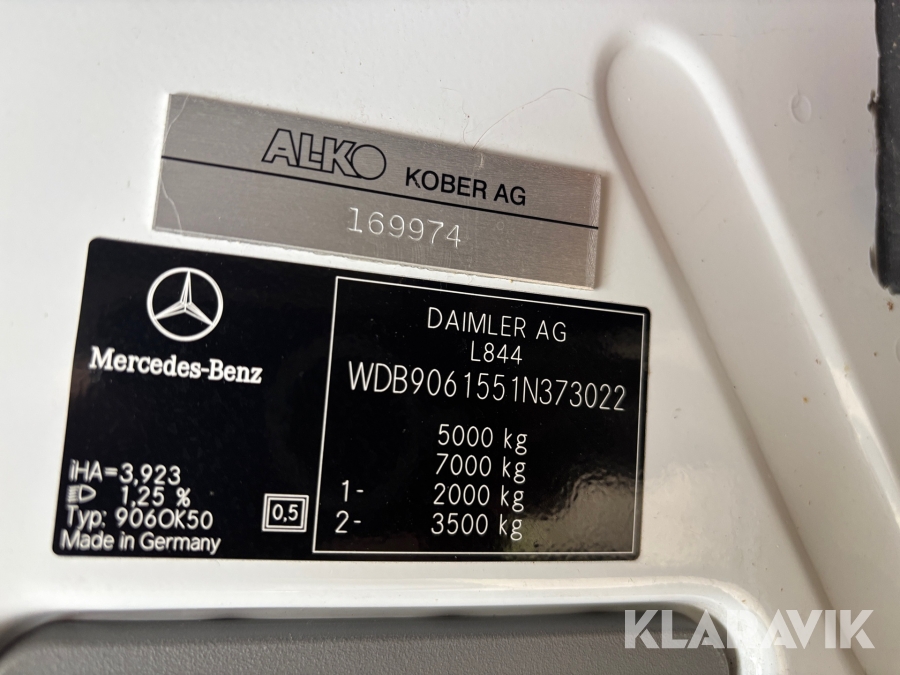 AL-KO KOBER AG
169974
Mercedes-Benz
DAIMLER AG
L844
WDB9061551N373022
5000 kg
7000 kg
1- 2000 kg
2- 3500 kg
iHA=3,923
1,25 %
Typ: 906OK50
Made in Germany
0,5
KLARAVIK